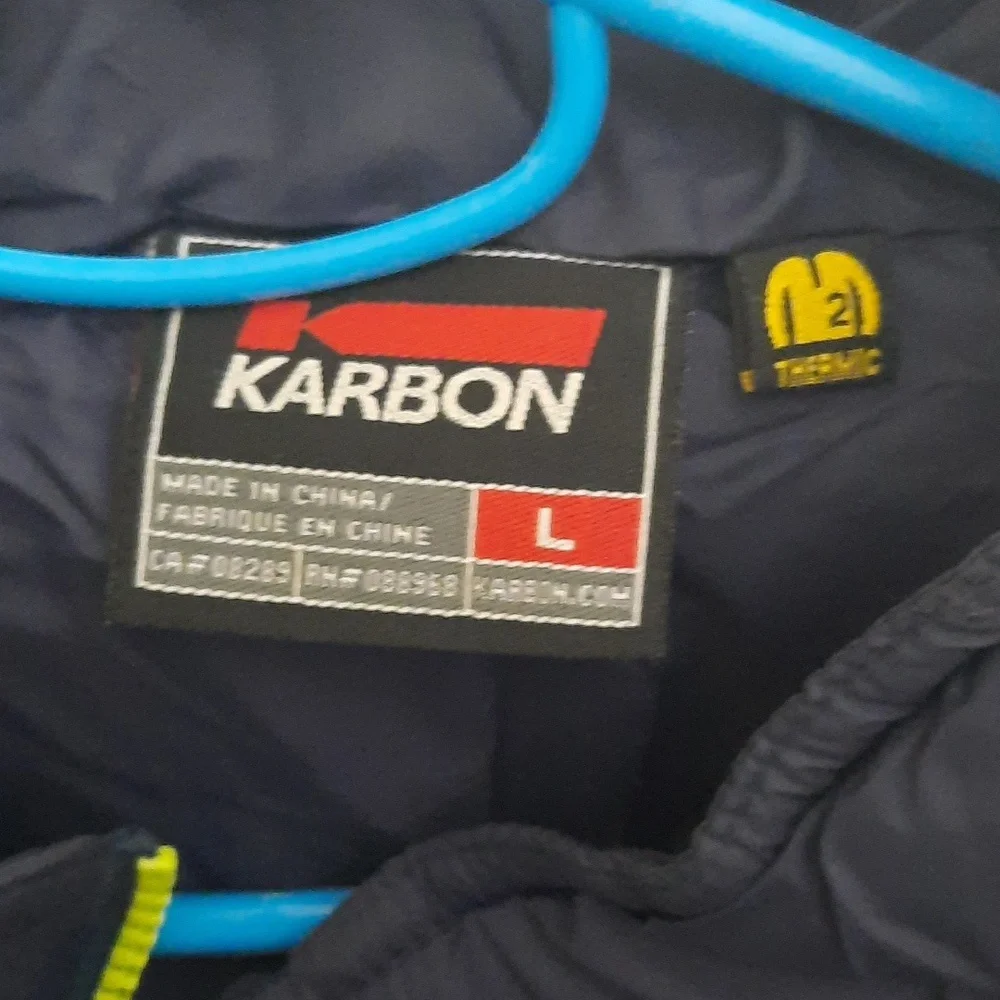 KARBON
MADE IN CHINA/
FABRIQUE EN CHINE
L
CA#08289
RN#088968
KARBON.COM
2
THERMIC